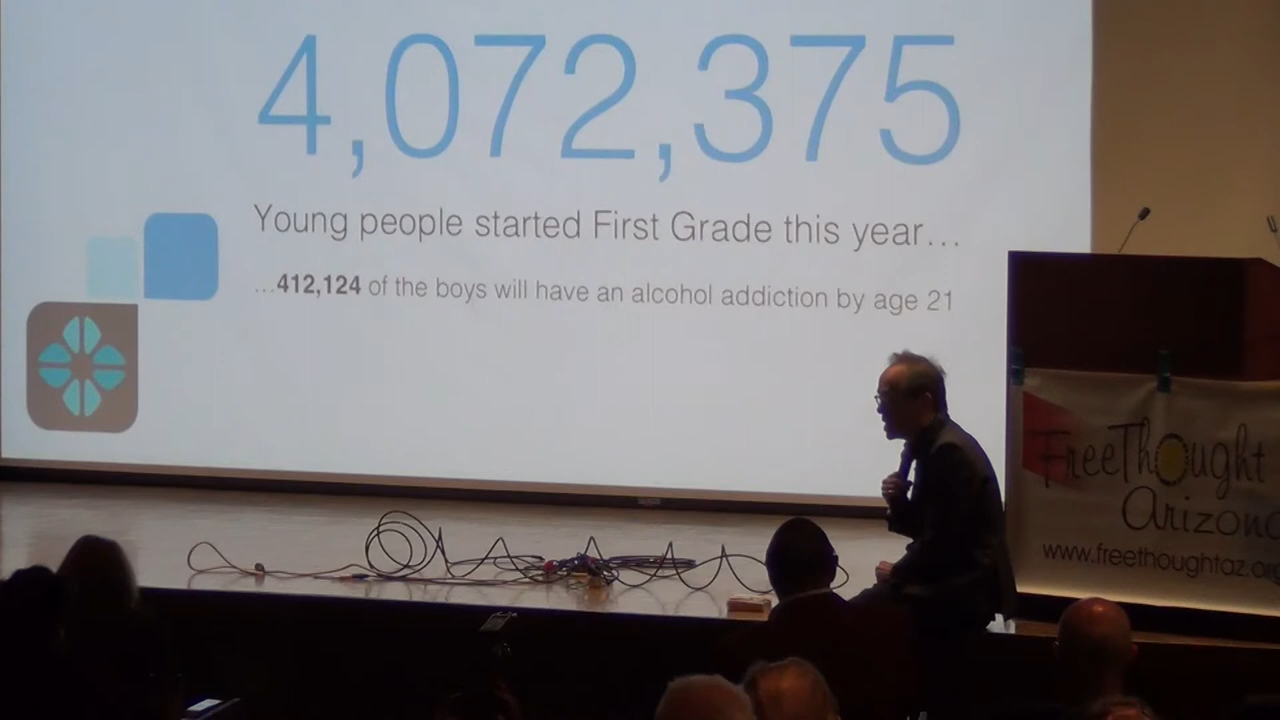 4,072,375
Young people started First Grade this year...
...412,124 of the boys will have an alcohol addiction by age 21
FreeThought
Arizona
www.freethoughtaz.org